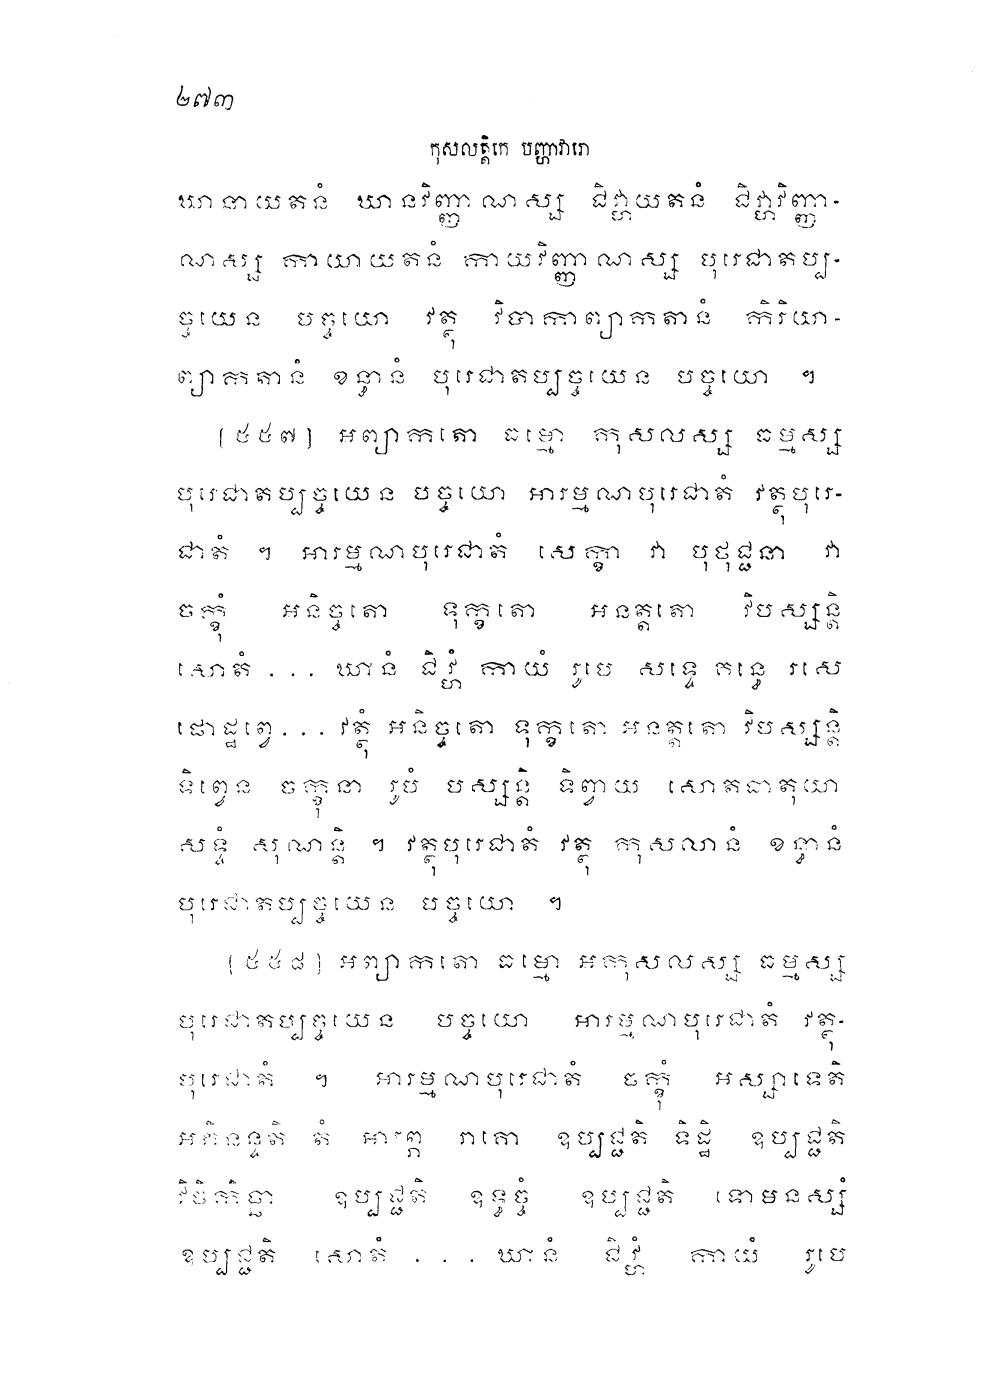 ២៧៣
កុសលត្តិកេ បញ្ហាវារោ
ឃានាយតនំ ឃានវិញ្ញាណស្ស ជិវ្ហាយតនំ ជិវ្ហាវិញ្ញា-
ណស្ស កាយាយតនំ កាយវិញ្ញាណស្ស បុរេជាតប្ប-
ច្ចយេន បច្ចយោ វត្ថុ វិបាកាព្យាកតានំ កិរិយា-
ព្យាកតានំ ខន្ធានំ បុរេជាតប្បច្ចយេន បច្ចយោ ។
[៥៥៧] អព្យាកតោ ធម្មោ កុសលស្ស ធម្មស្ស
បុរេជាតប្បច្ចយេន បច្ចយោ អារម្មណបុរេជាតំ វត្ថុបុរេ-
ជាតំ ។ អារម្មណបុរេជាតំ សេក្ខា វា បុថុជ្ជនា វា
ចក្ខុំ អនិច្ចតោ ទុក្ខតោ អនត្តតោ វិបស្សន្តិ
សោតំ ... ឃានំ ជិវ្ហំ កាយំ រូបេ សទ្ទេ គន្ធេ រសេ
ផោដ្ឋព្វេ... វត្ថុំ អនិច្ចតោ ទុក្ខតោ អនត្តតោ វិបស្សន្តិ
ទិព្វេន ចក្ខុនា រូបំ បស្សន្តិ ទិព្វាយ សោតធាតុយា
សទ្ទំ សុណន្តិ ។ វត្ថុបុរេជាតំ វត្ថុ កុសលានំ ខន្ធានំ
បុរេជាតប្បច្ចយេន បច្ចយោ ។
[៥៥៨] អព្យាកតោ ធម្មោ អកុសលស្ស ធម្មស្ស
បុរេជាតប្បច្ចយេន បច្ចយោ អារម្មណបុរេជាតំ វត្ថុ-
បុរេជាតំ ។ អារម្មណបុរេជាតំ ចក្ខុំ អស្សាទេតិ
អភិនន្ទតិ តំ អារព្ភ រាគោ ឧប្បជ្ជតិ ទិដ្ឋិ ឧប្បជ្ជតិ
វិចិកិច្ឆា ឧប្បជ្ជតិ ឧទ្ធច្ចំ ឧប្បជ្ជតិ ទោមនស្សំ
ឧប្បជ្ជតិ សោតំ ... ឃានំ ជិវ្ហំ កាយំ រូបេ